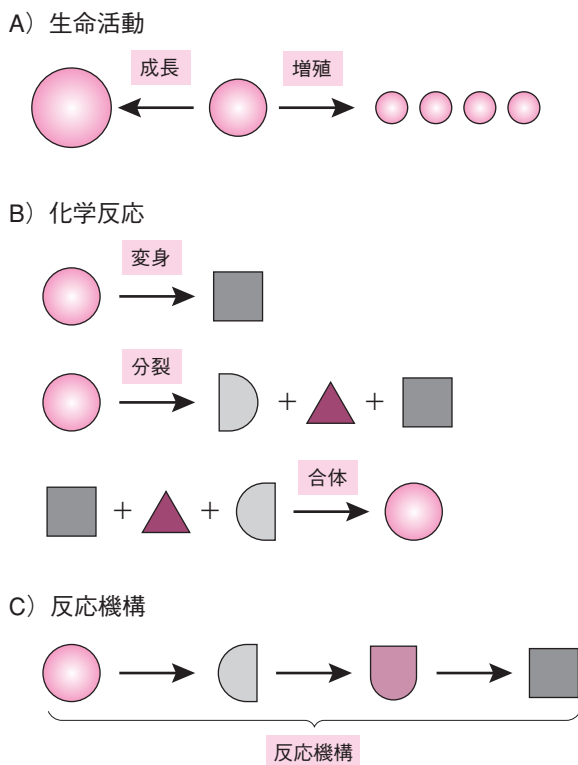 A）生命活動
成長
増殖
B）化学反応
変身
分裂
+ +
合体
+ +
C）反応機構
反応機構